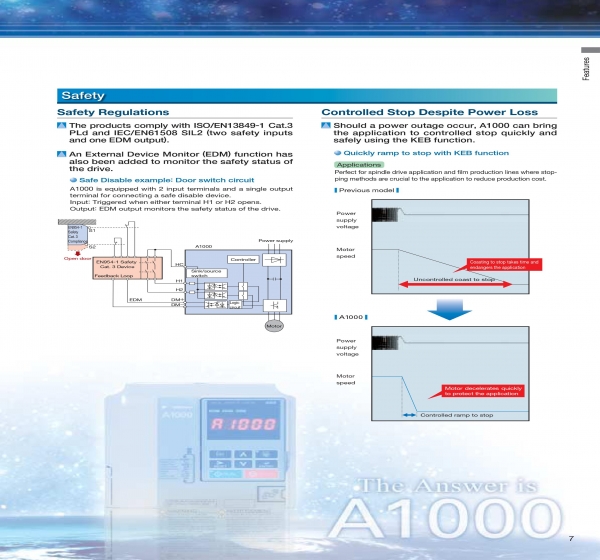 Features
Safety
Safety Regulations
The products comply with ISO/EN13849-1 Cat.3
PLd and IEC/EN61508 SIL2 (two safety inputs
and one EDM output).
An External Device Monitor (EDM) function has
also been added to monitor the safety status of
the drive.
Safe Disable example: Door switch circuit
A1000 is equipped with 2 input terminals and a single output
terminal for connecting a safe disable device.
Input: Triggered when either terminal H1 or H2 opens.
Output: EDM output monitors the safety status of the drive.
EN954-1
Safety
Cat. 3
Compliance
S1
S2
Open door
EN954-1 Safety
Cat. 3 Device
Feedback Loop
EDM
HC
H1
H2
DM+
DM-
A1000
Power supply
Controller
Sink/source
switch
Logic
circuit
Motor
Controlled Stop Despite Power Loss
Should a power outage occur, A1000 can bring
the application to controlled stop quickly and
safely using the KEB function.
Quickly ramp to stop with KEB function
Applications
Perfect for spindle drive application and film production lines where stop-
ping methods are crucial to the application to reduce production cost.
Previous model
Power
supply
voltage
Motor
speed
Coasting to stop takes time and
endangers the application
Uncontrolled coast to stop
A1000
Power
supply
voltage
Motor
speed
Motor decelerates quickly
to protect the application
Controlled ramp to stop
A1000
A1000
The Answer is
A1000
7